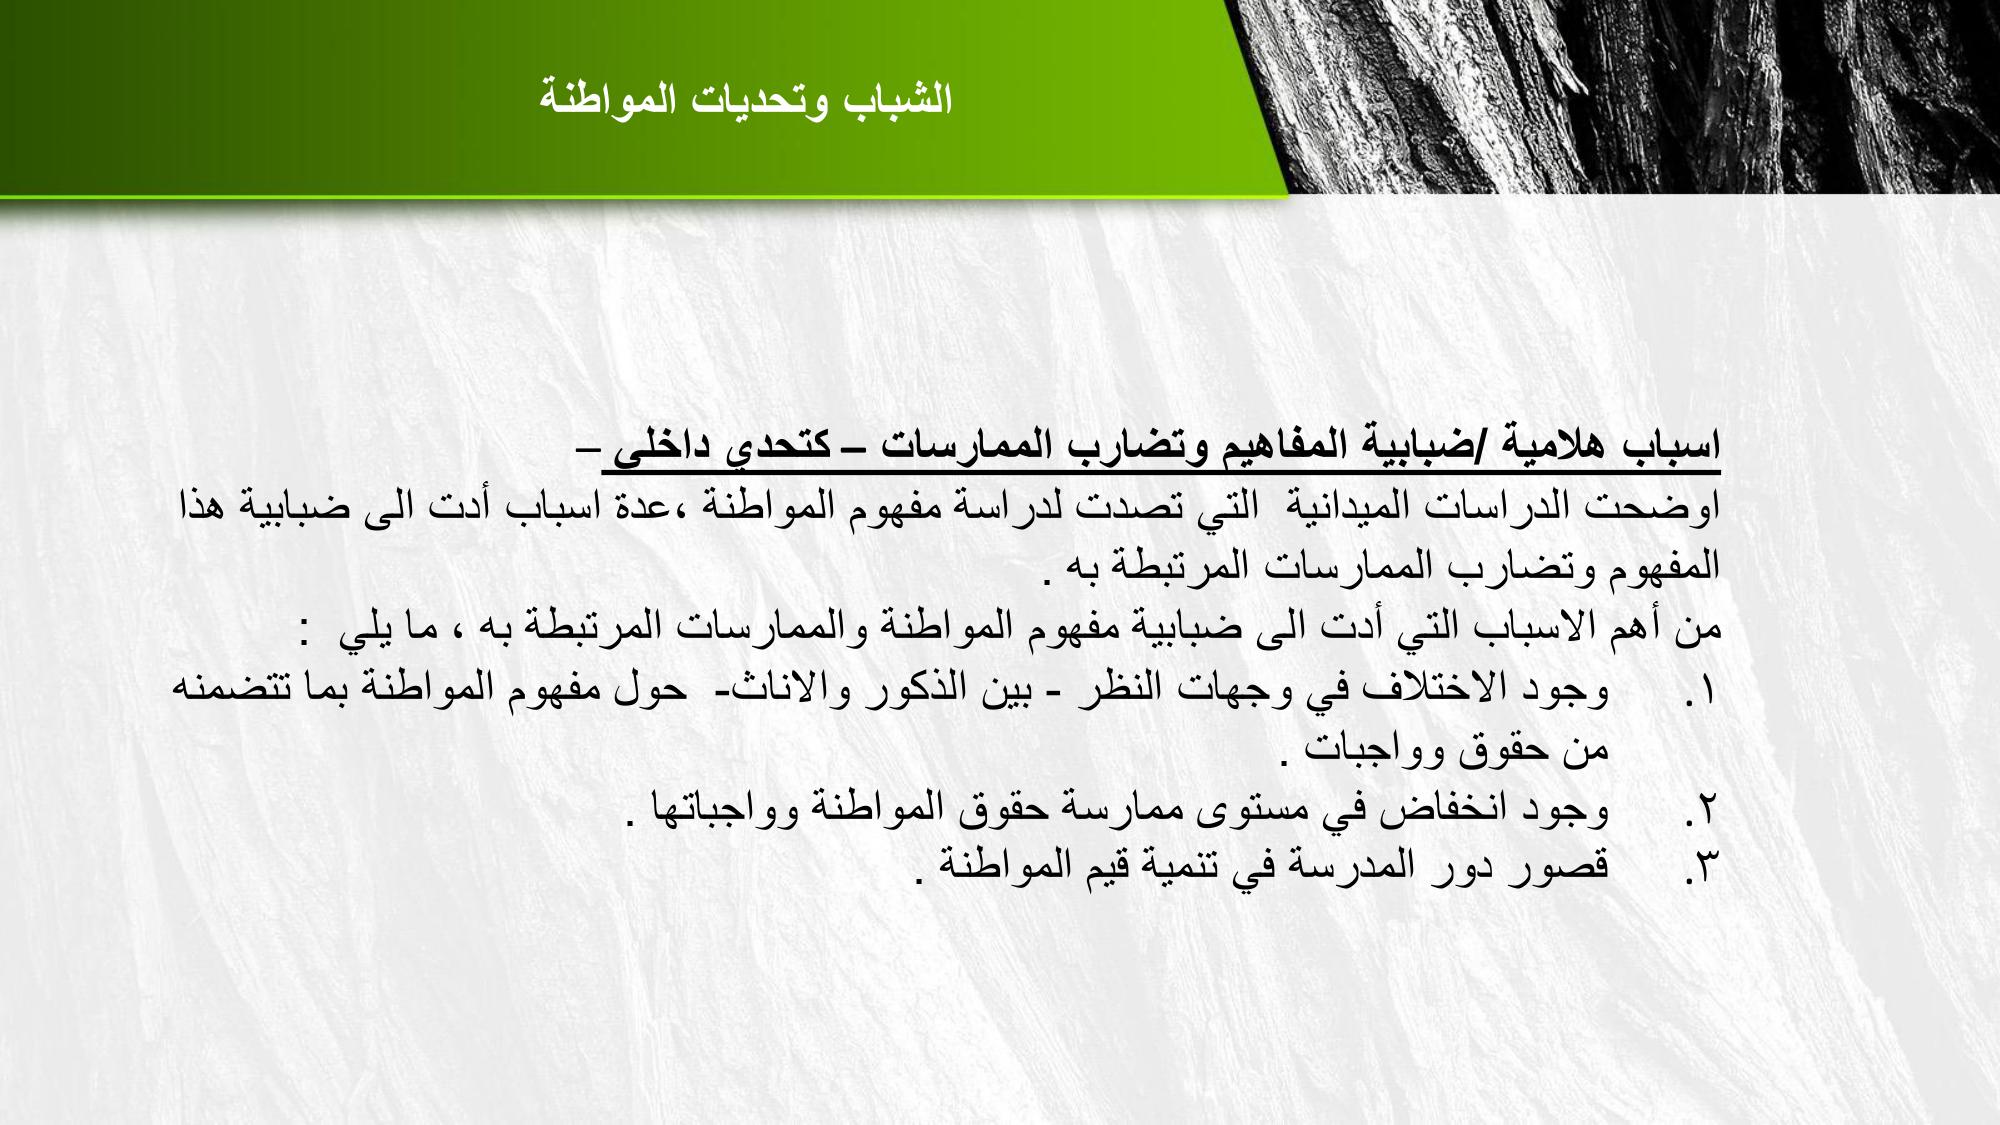 الشباب وتحديات المواطنة
اسباب هلامية /ضبابية المفاهيم وتضارب الممارسات – كتحدي داخلي –
اوضحت الدراسات الميدانية  التي تصدت لدراسة مفهوم المواطنة ،عدة اسباب أدت الى ضبابية هذا
المفهوم وتضارب الممارسات المرتبطة به .
من أهم الاسباب التي أدت الى ضبابية مفهوم المواطنة والممارسات المرتبطة به ، ما يلي  :
١. وجود الاختلاف في وجهات النظر - بين الذكور والاناث-  حول مفهوم المواطنة بما تتضمنه
من حقوق وواجبات .
٢. وجود انخفاض في مستوى ممارسة حقوق المواطنة وواجباتها .
٣. قصور دور المدرسة في تنمية قيم المواطنة .